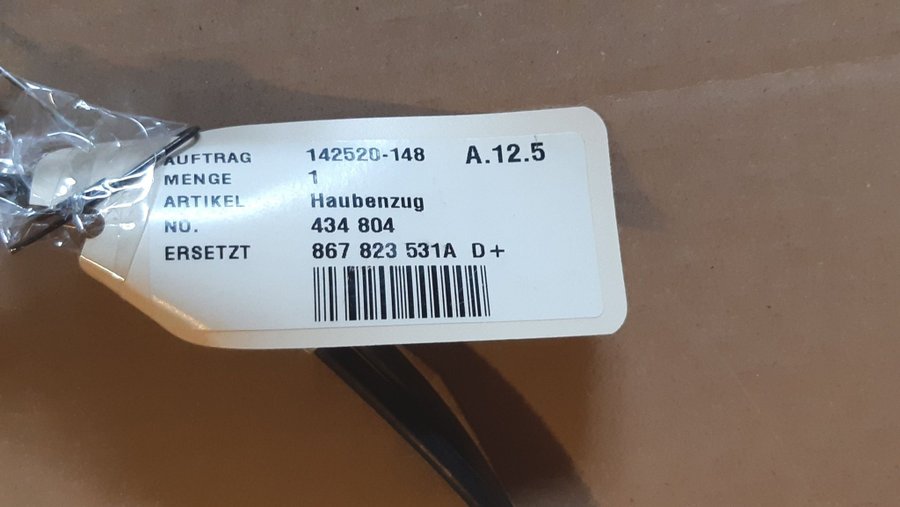 AUFTRAG 142520-148 A.12.5
MENGE 1
ARTIKEL Haubenzug
NO. 434 804
ERSETZT 867 823 531A D+